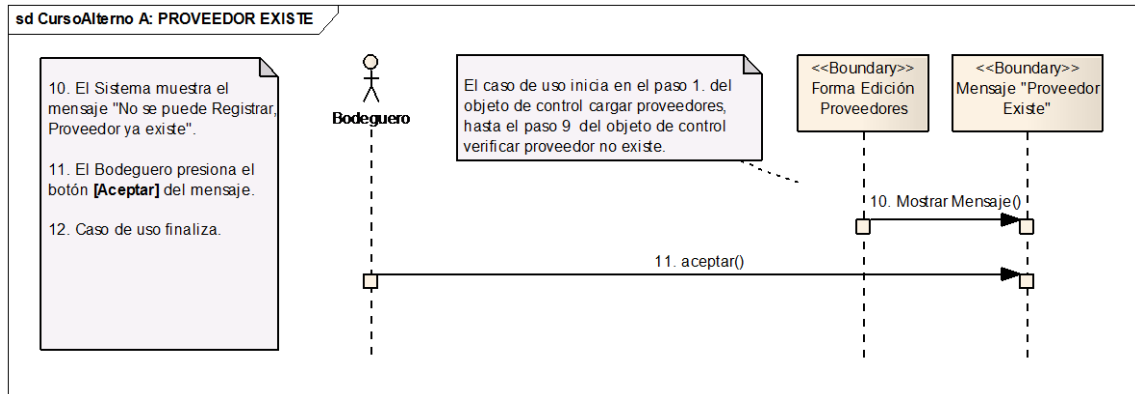 sd CursoAlterno A: PROVEEDOR EXISTE
10. El Sistema muestra el
mensaje "No se puede Registrar,
Proveedor ya existe".
11. El Bodeguero presiona el
botón [Aceptar] del mensaje.
12. Caso de uso finaliza.
Bodeguero
El caso de uso inicia en el paso 1. del
objeto de control cargar proveedores,
hasta el paso 9 del objeto de control
verificar proveedor no existe.
<<Boundary>>
Forma Edición
Proveedores
<<Boundary>>
Mensaje "Proveedor
Existe"
10. Mostrar Mensaje()
11. aceptar()